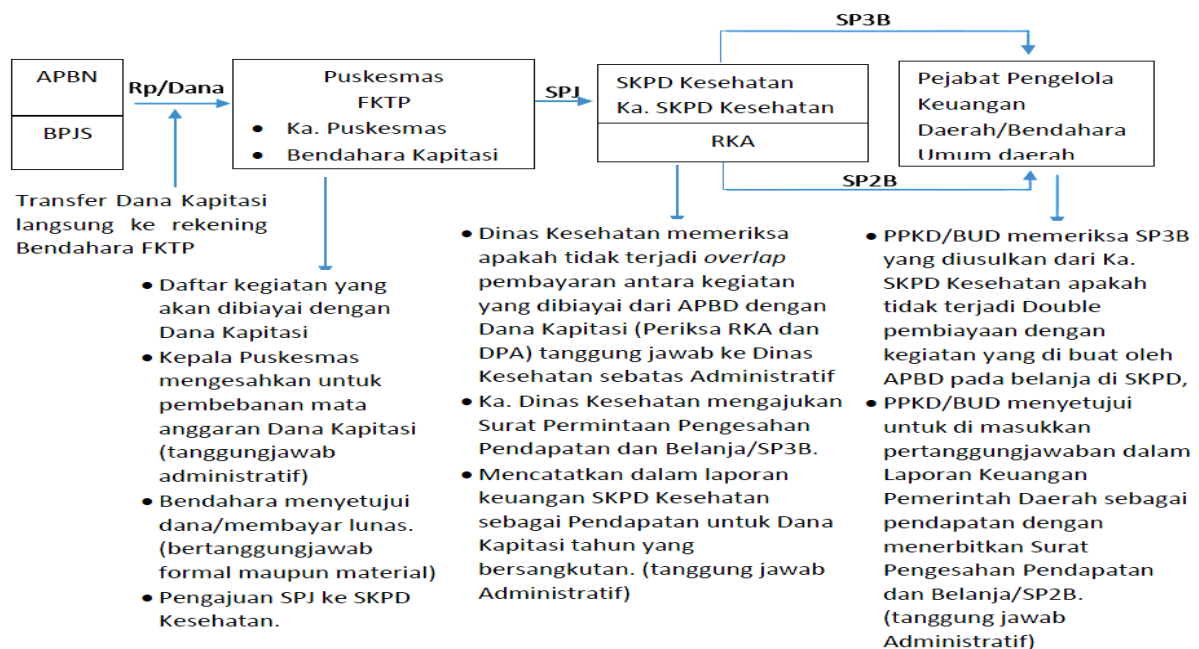 SP3B
APBN
BPJS
Rp/Dana
Puskesmas
FKTP
• Ka. Puskesmas
• Bendahara Kapitasi
SPJ
SKPD Kesehatan
Ka. SKPD Kesehatan
RKA
Pejabat Pengelola
Keuangan
Daerah/Bendahara
Umum daerah
SP2B
Transfer Dana Kapitasi
langsung ke rekening
Bendahara FKTP
• Daftar kegiatan yang
akan dibiayai dengan
Dana Kapitasi
• Kepala Puskesmas
mengesahkan untuk
pembebanan mata
anggaran Dana Kapitasi
(tanggungjawab
administratif)
• Bendahara menyetujui
dana/membayar lunas.
(bertanggungjawab
formal maupun material)
• Pengajuan SPJ ke SKPD
Kesehatan.
• Dinas Kesehatan memeriksa
apakah tidak terjadi overlap
pembayaran antara kegiatan
yang dibiayai dari APBD dengan
Dana Kapitasi (Periksa RKA dan
DPA) tanggung jawab ke Dinas
Kesehatan sebatas Administratif
• Ka. Dinas Kesehatan mengajukan
Surat Permintaan Pengesahan
Pendapatan dan Belanja/SP3B.
• Mencatatkan dalam laporan
keuangan SKPD Kesehatan
sebagai Pendapatan untuk Dana
Kapitasi tahun yang
bersangkutan. (tanggung jawab
Administratif)
• PPKD/BUD memeriksa SP3B
yang diusulkan dari Ka.
SKPD Kesehatan apakah
tidak terjadi Double
pembiayaan dengan
kegiatan yang di buat oleh
APBD pada belanja di SKPD,
• PPKD/BUD menyetujui
untuk di masukkan
pertanggungjawaban dalam
Laporan Keuangan
Pemerintah Daerah sebagai
pendapatan dengan
menerbitkan Surat
Pengesahan Pendapatan
dan Belanja/SP2B.
(tanggung jawab
Administratif)